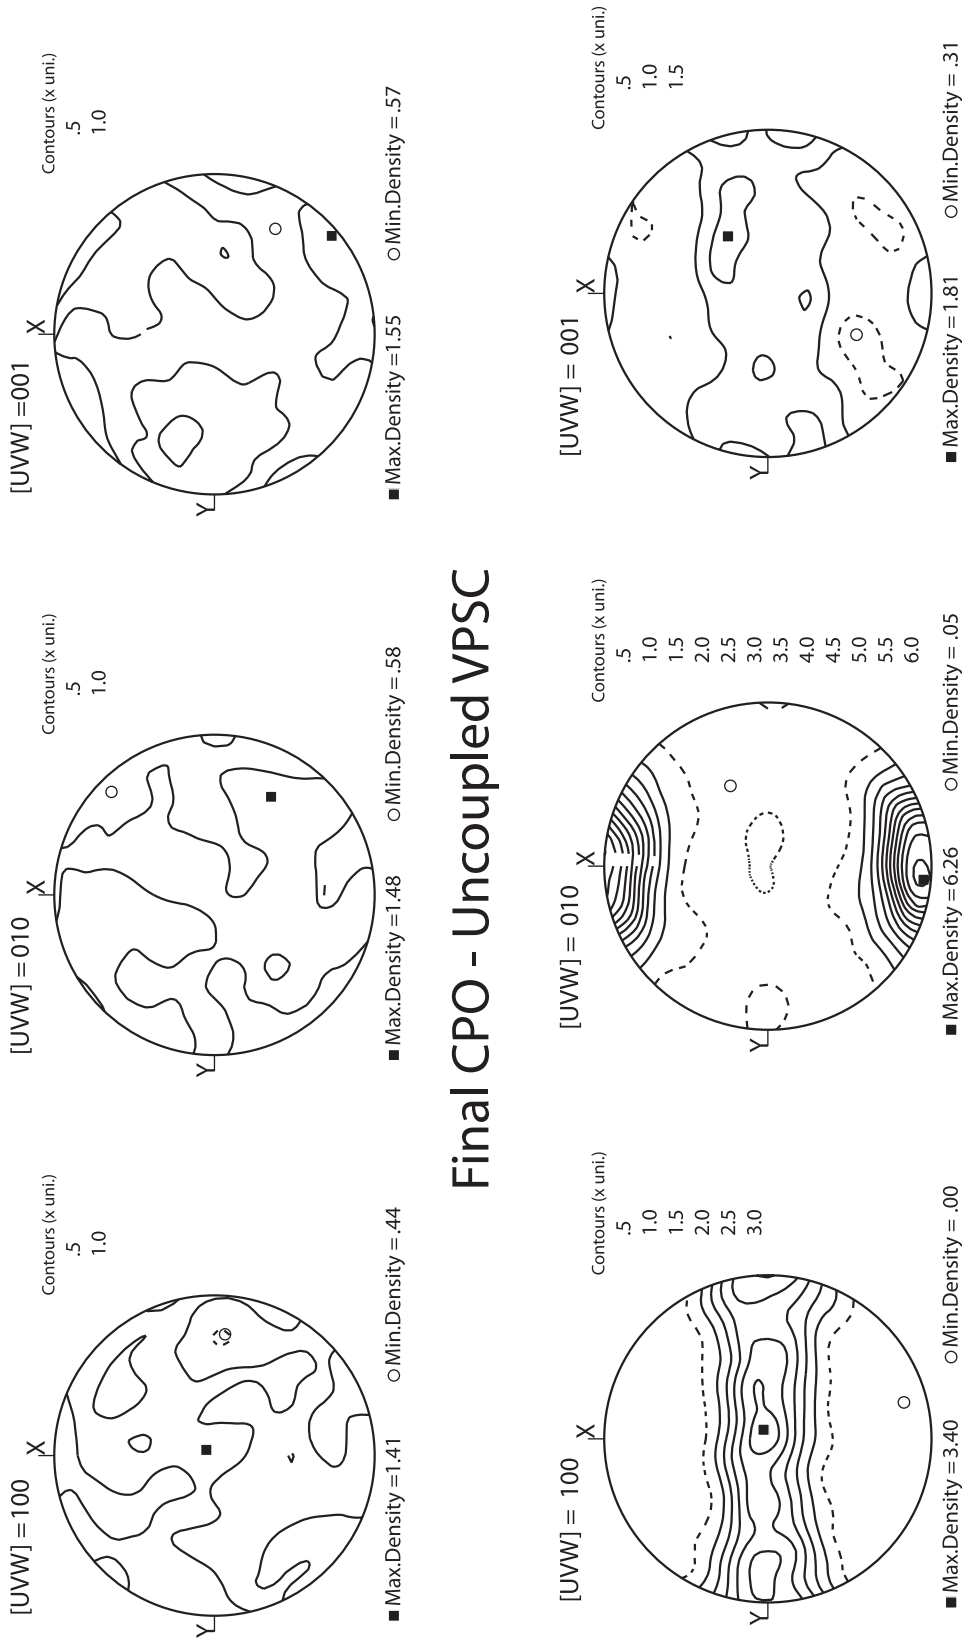 [UVW] =100
Contours (x uni.)
.5
1.0
X
Y
■ Max.Density =1.41
○ Min.Density = .44
[UVW] = 010
Contours (x uni.)
.5
1.0
X
Y
■ Max.Density =1.48
○ Min.Density = .58
[UVW] =001
Contours (x uni.)
.5
1.0
X
Y
■ Max.Density =1.55
○ Min.Density = .57
Final CPO - Uncoupled VPSC
[UVW] = 100
Contours (x uni.)
.5
1.0
1.5
2.0
2.5
3.0
X
Y
■ Max.Density =3.40
○ Min.Density = .00
[UVW] = 010
Contours (x uni.)
.5
1.0
1.5
2.0
2.5
3.0
3.5
4.0
4.5
5.0
5.5
6.0
X
Y
■ Max.Density =6.26
○ Min.Density = .05
[UVW] = 001
Contours (x uni.)
.5
1.0
1.5
X
Y
■ Max.Density =1.81
○ Min.Density = .31